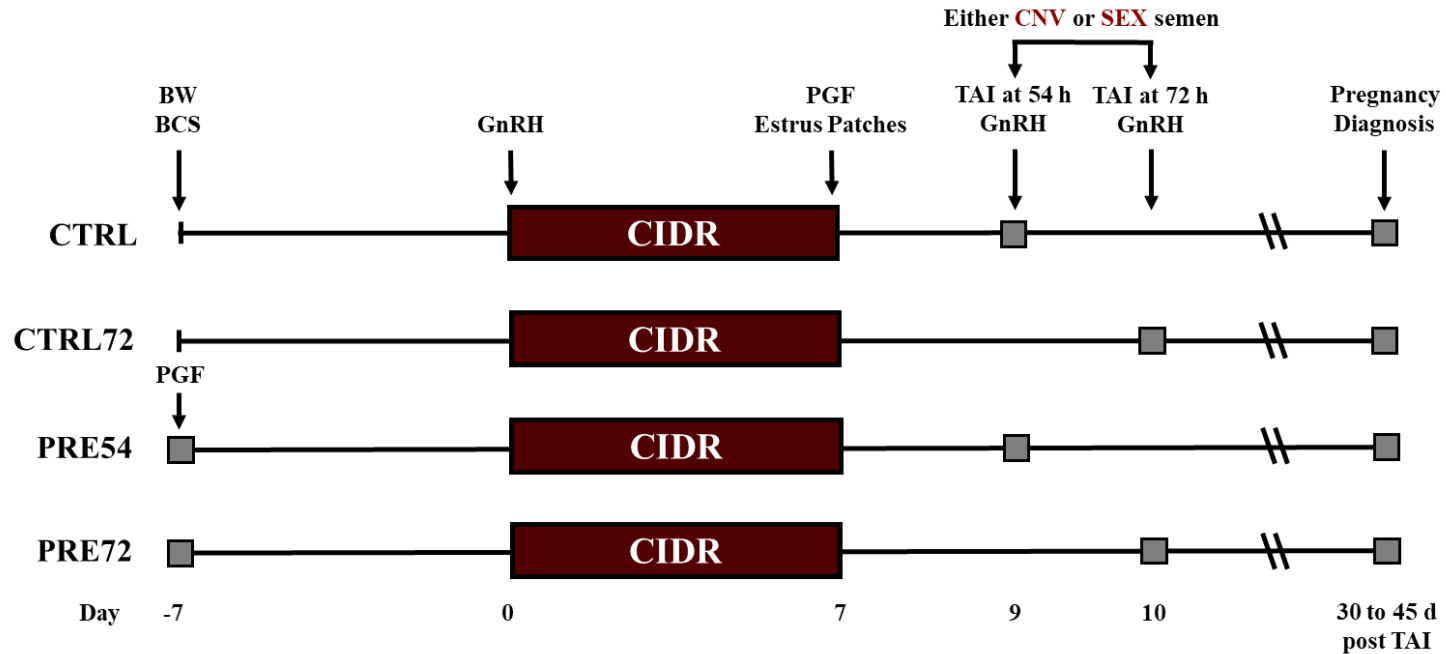 Either CNV or SEX semen
BW
BCS
GnRH
PGF
Estrus Patches
TAI at 54 h
GnRH
TAI at 72 h
GnRH
Pregnancy
Diagnosis
CTRL
CIDR
CTRL72
CIDR
PGF
PRE54
CIDR
PRE72
CIDR
Day -7 0 7 9 10 30 to 45 d
post TAI